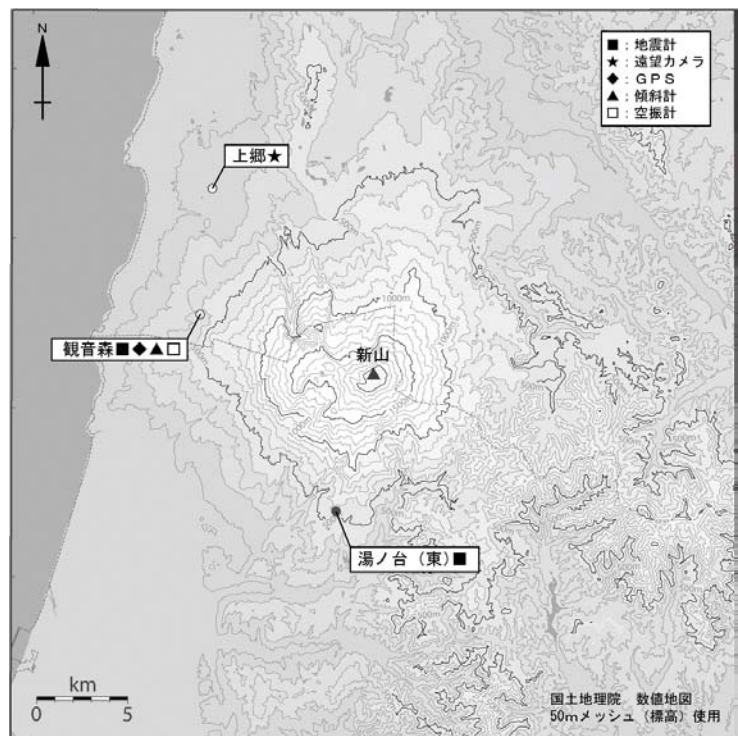 N
■：地震計
★：遠望カメラ
◆：ＧＰＳ
▲：傾斜計
□：空振計
上郷★
500m
1000m
観音森■◆▲□
新山
湯ノ台（東）■
km
0 5
国土地理院 数値地図
50mメッシュ（標高）使用